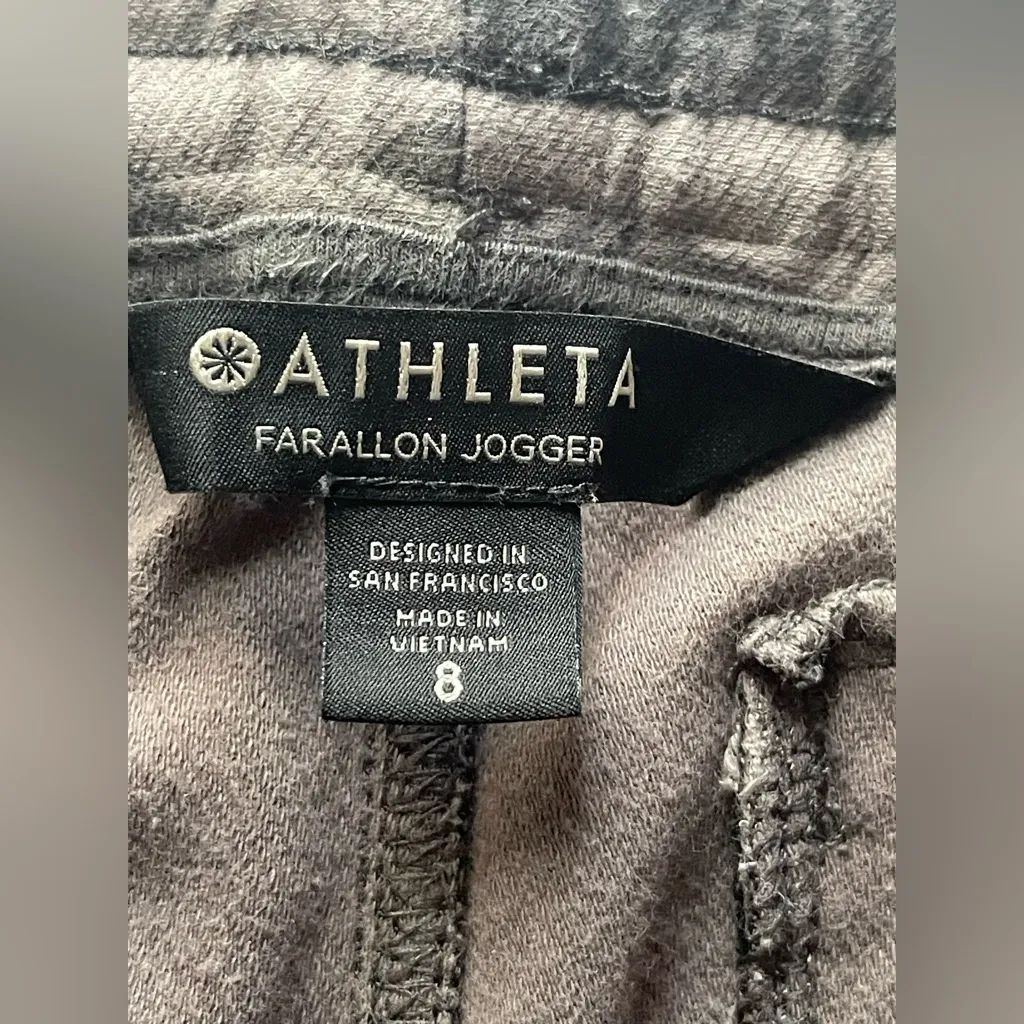 ATHLETA
FARALLON JOGGER
DESIGNED IN
SAN FRANCISCO
MADE IN
VIETNAM
8